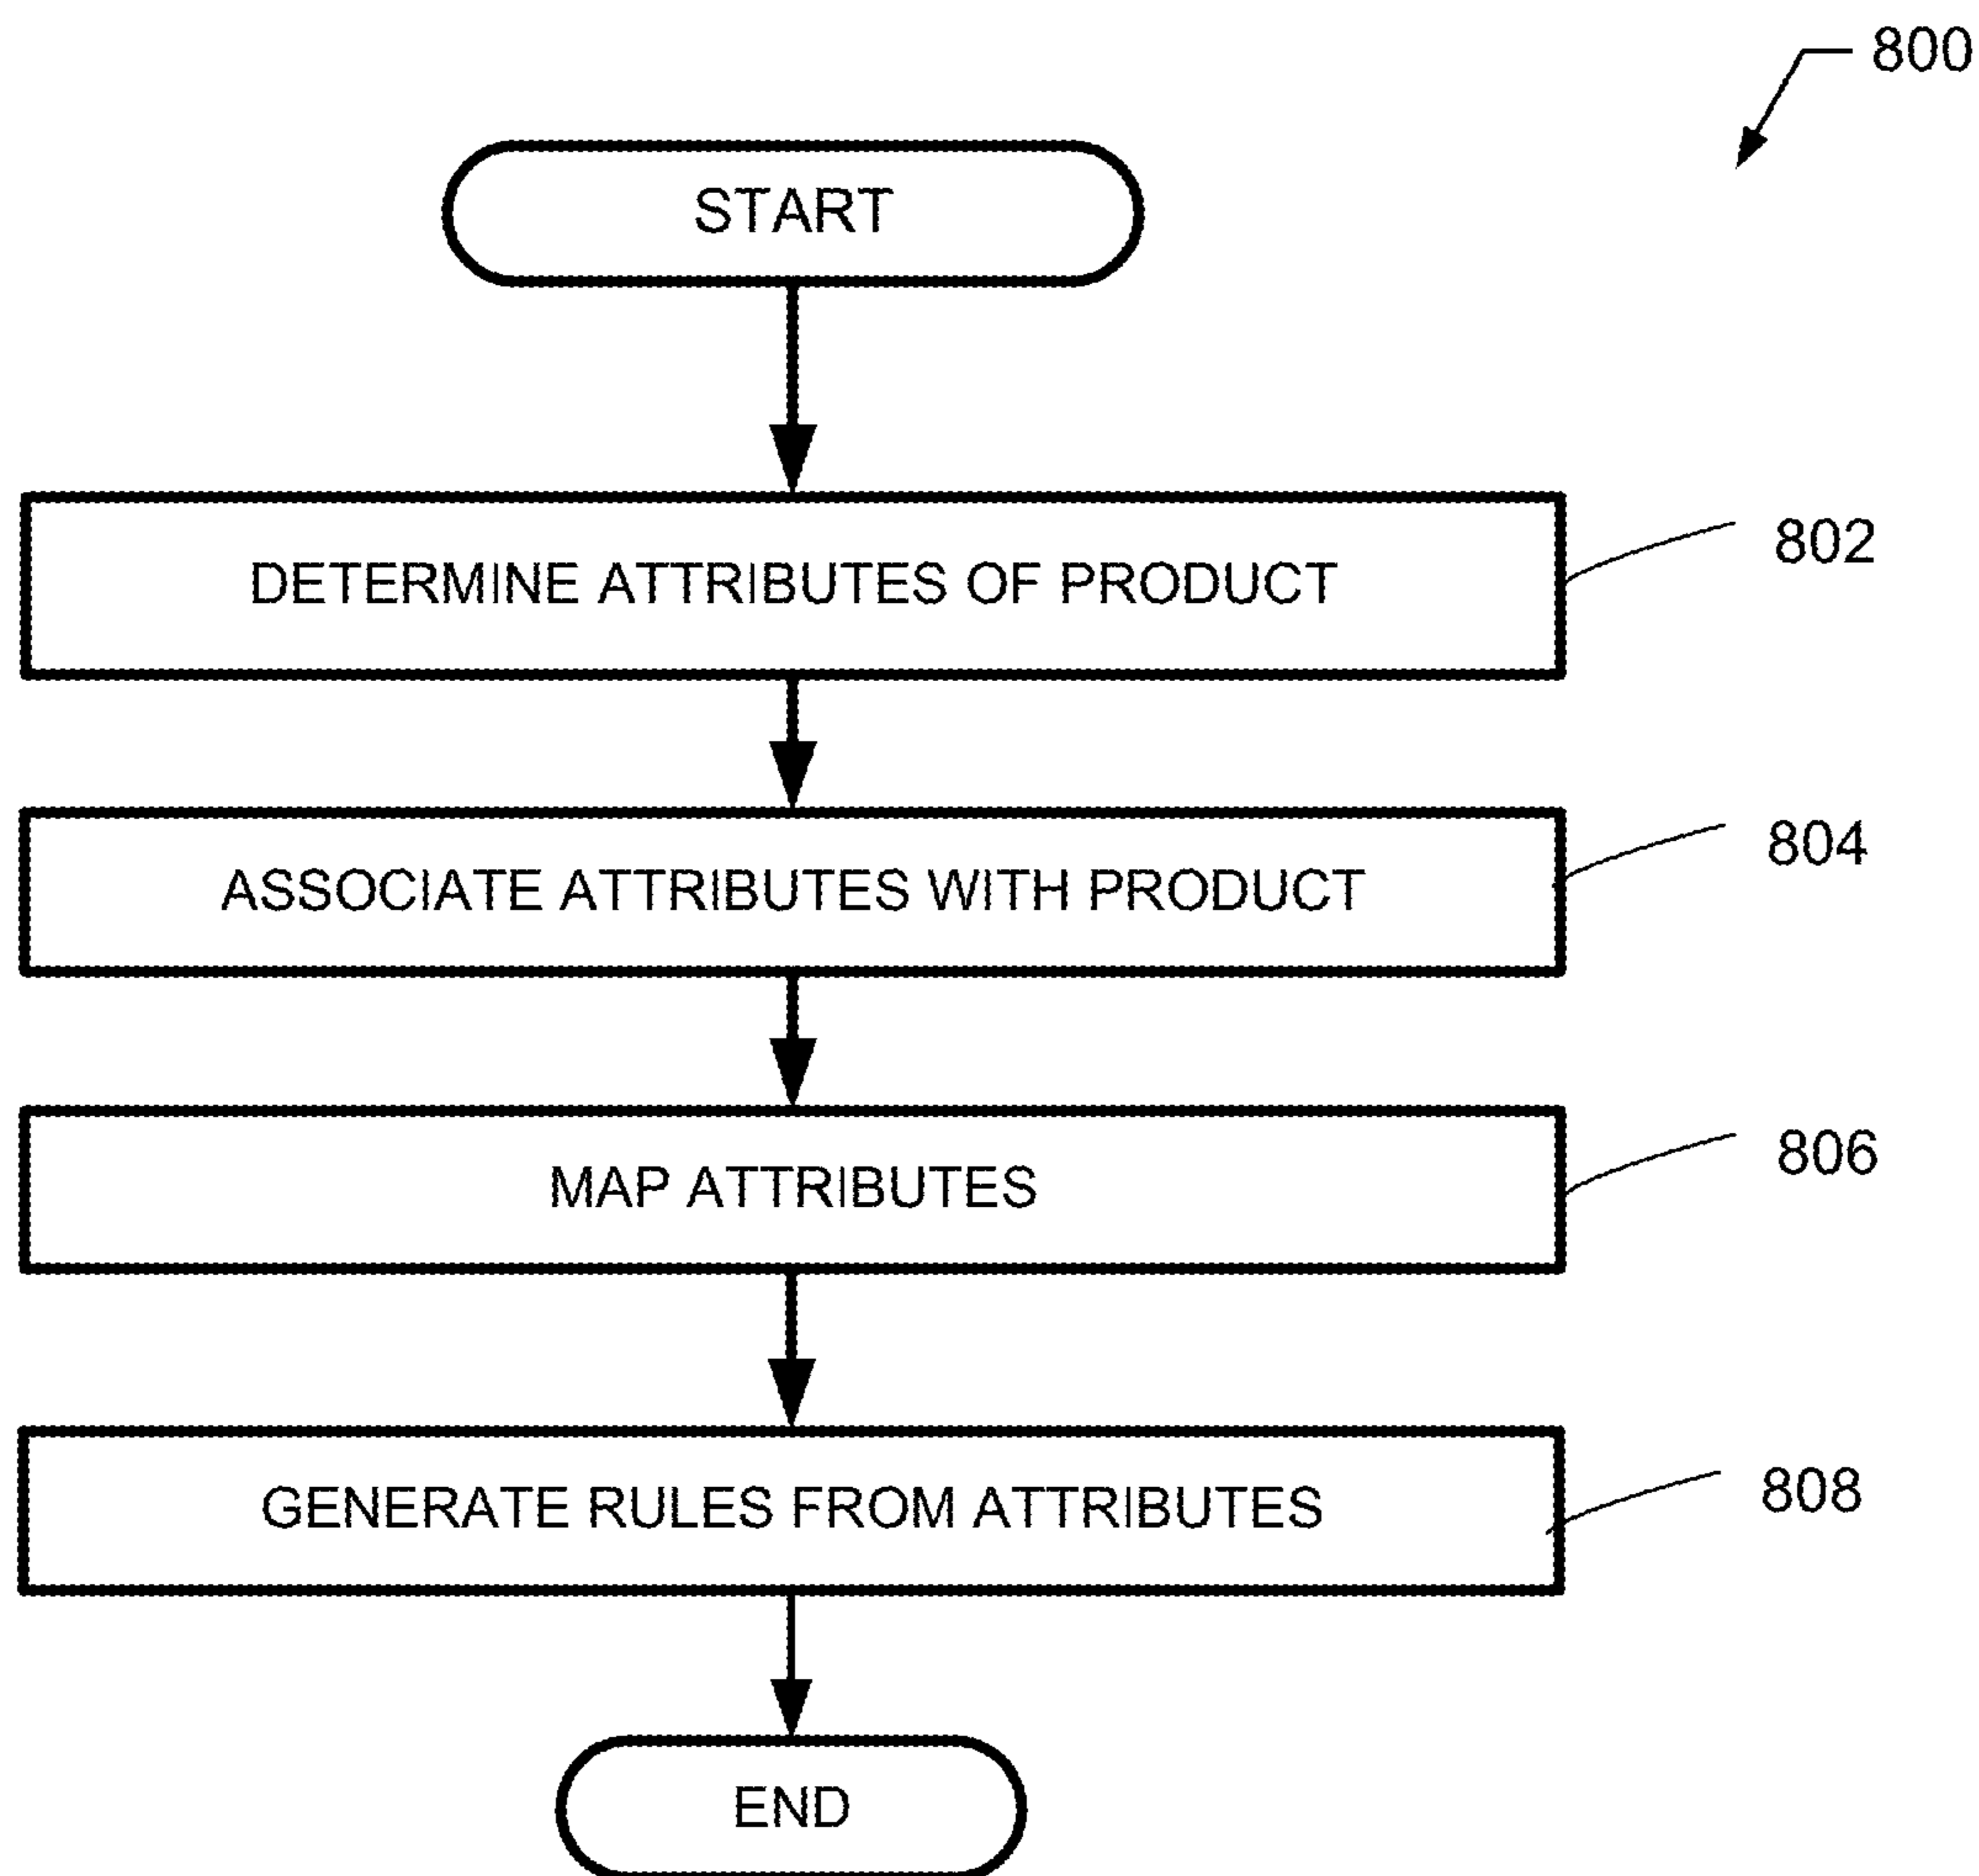 800
START
DETERMINE ATTRIBUTES OF PRODUCT
802
ASSOCIATE ATTRIBUTES WITH PRODUCT
804
MAP ATTRIBUTES
806
GENERATE RULES FROM ATTRIBUTES
808
END